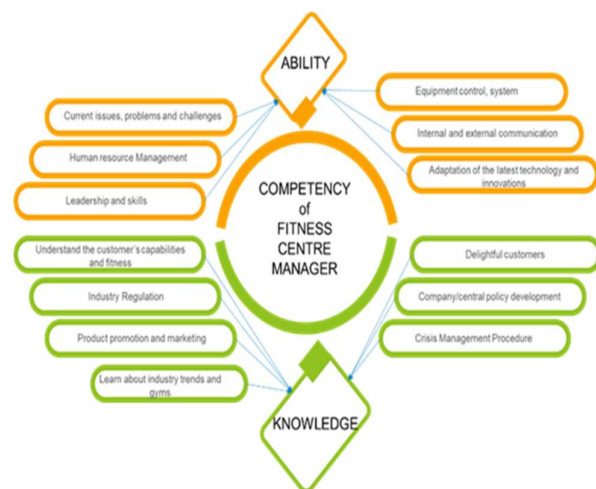 ABILITY
Current issues, problems and challenges
Human resource Management
Leadership and skills
Equipment control, system
Internal and external communication
Adaptation of the latest technology and
innovations
COMPETENCY
of
FITNESS
CENTRE
MANAGER
Understand the customer's capabilities
and fitness
Industry Regulation
Product promotion and marketing
Learn about industry trends and
gyms
Delightful customers
Company/central policy development
Crisis Management Procedure
KNOWLEDGE